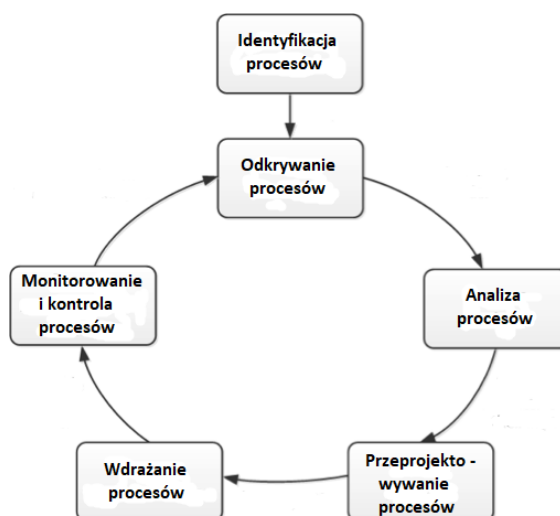 Identyfikacja
procesów
Odkrywanie
procesów
Monitorowanie
i kontrola
procesów
Analiza
procesów
Wdrażanie
procesów
Przeprojekto -
wywanie
procesów